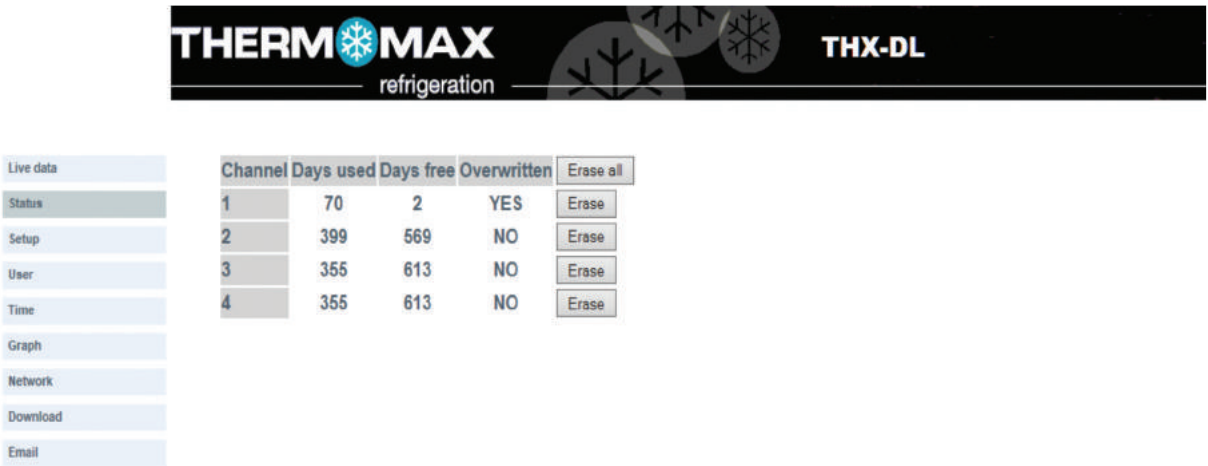 THERMOMAX
refrigeration
THX-DL
Live data
Status
Setup
User
Time
Graph
Network
Download
Email
Channel Days used Days free Overwritten Erase all
1 70 2 YES Erase
2 399 569 NO Erase
3 355 613 NO Erase
4 355 613 NO Erase